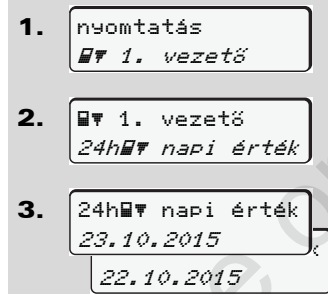 1. nyomtatás
🖩▼ 1. vezető
2. 🖩▼ 1. vezető
24h🖩▼ napi érték
3. 24h🖩▼ napi érték
23.10.2015
22.10.2015